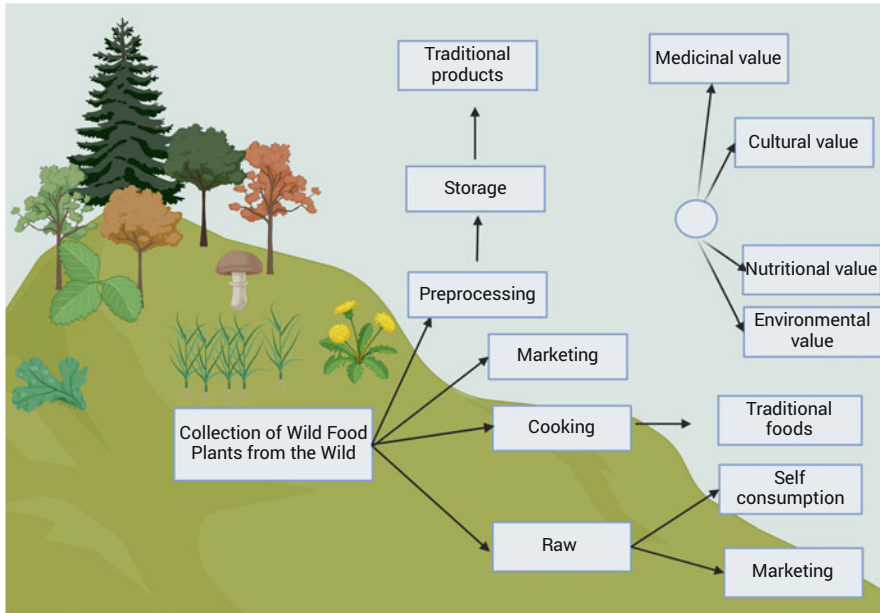 Traditional
products
Medicinal value
Cultural value
Storage
Nutritional value
Preprocessing
Environmental
value
Marketing
Collection of Wild Food
Plants from the Wild
Cooking
Traditional
foods
Self
consumption
Raw
Marketing